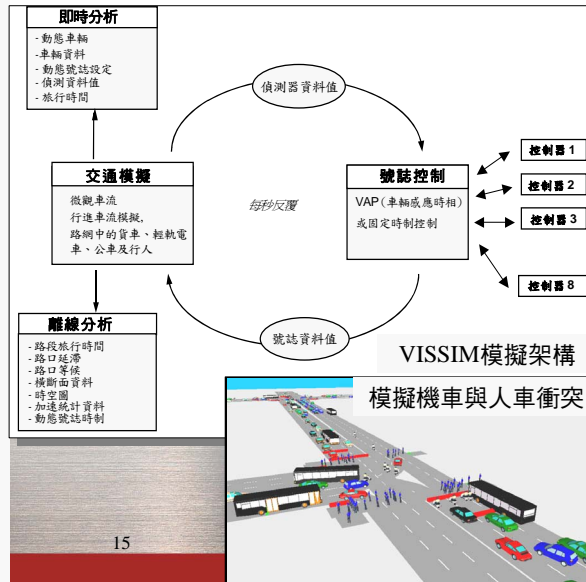 即時分析
- 動態車輛
- 車輛資料
- 動態號誌設定
- 偵測資料值
- 旅行時間
偵測器資料值
交通模擬
微觀車流
行進車流模擬,
路網中的貨車、輕軌電
車、公車及行人
每秒反覆
號誌控制
VAP(車輛感應時相)
或固定時制控制
控制器 1
控制器 2
控制器 3
控制器 8
離線分析
- 路段旅行時間
- 路口延滯
- 路口等候
- 橫斷面資料
- 時空圖
- 加速統計資料
- 動態號誌時制
號誌資料值
VISSIM模擬架構
模擬機車與人車衝突
15